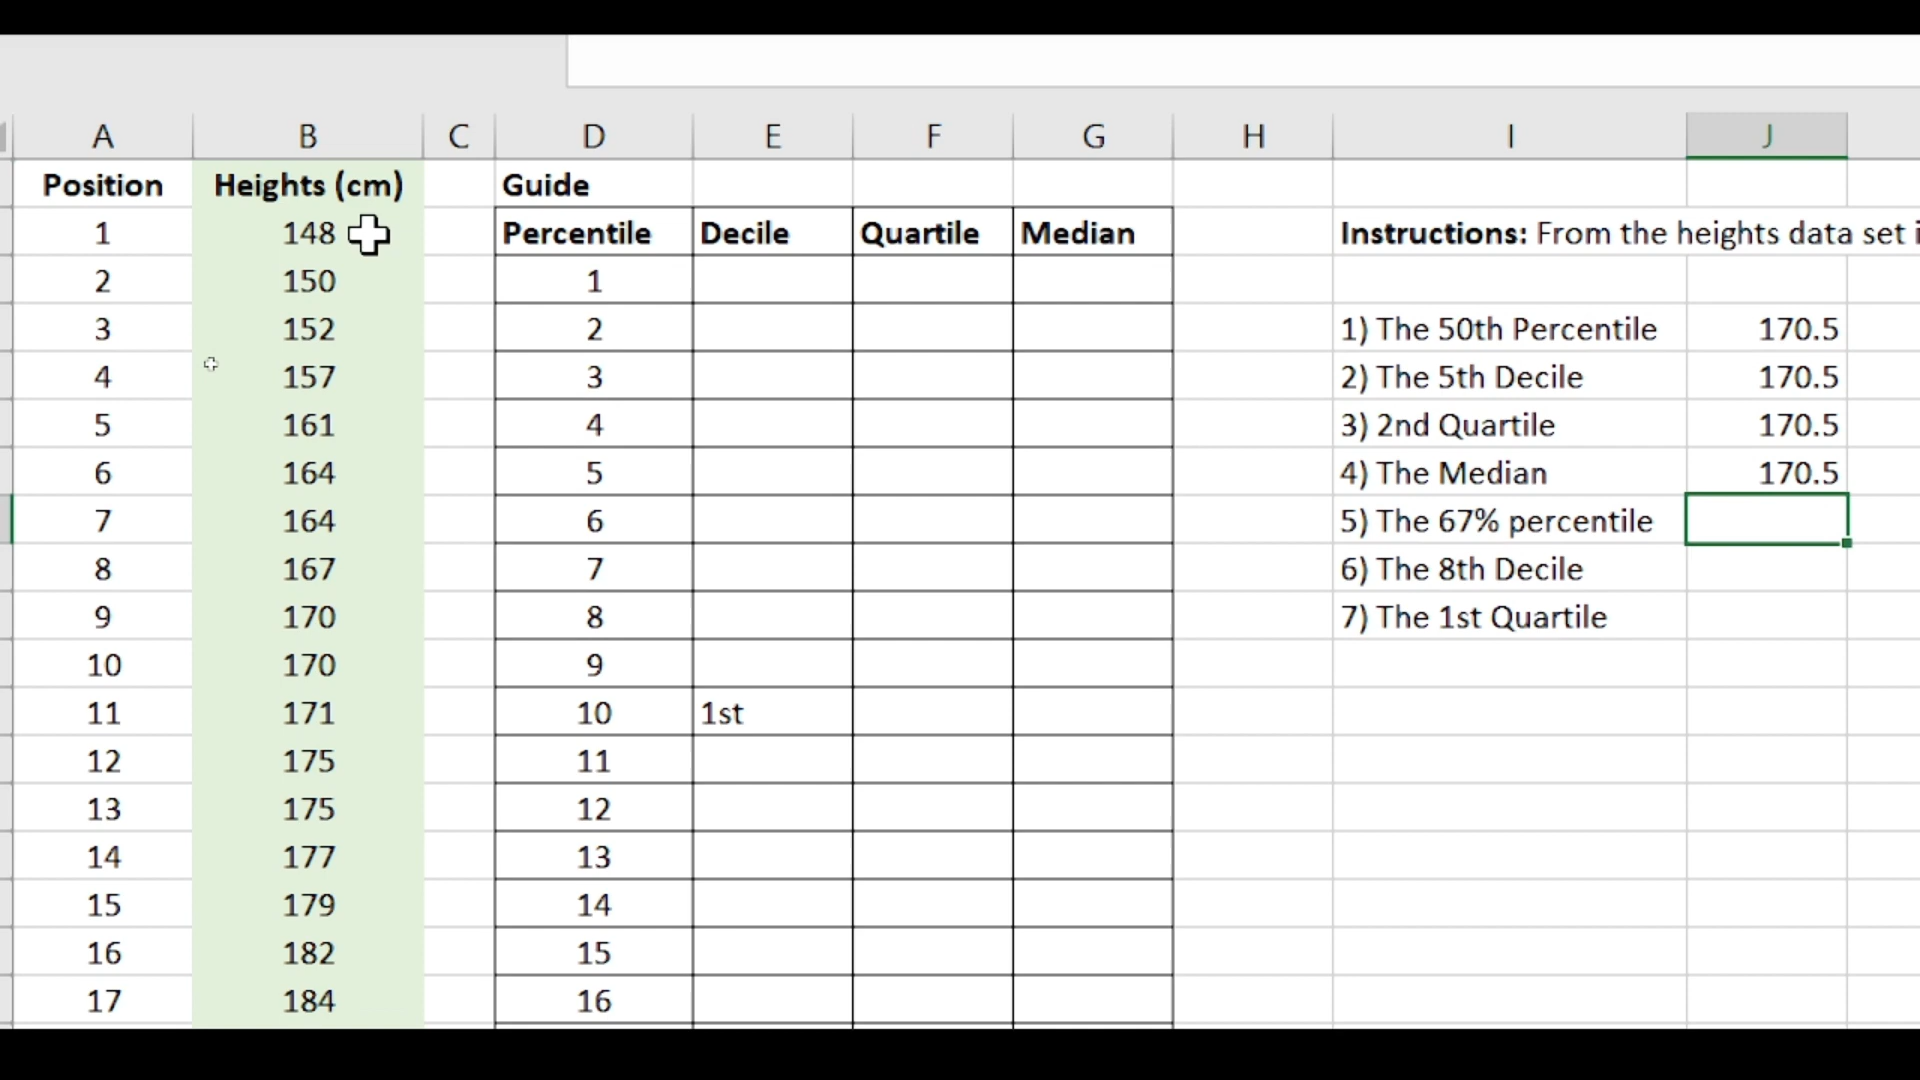 A B C D E F G H I J
Position Heights (cm) Guide
1 148 Percentile Decile Quartile Median Instructions: From the heights data set i
2 150 1
3 152 2 1) The 50th Percentile 170.5
4 157 3 2) The 5th Decile 170.5
5 161 4 3) 2nd Quartile 170.5
6 164 5 4) The Median 170.5
7 164 6 5) The 67% percentile
8 167 7 6) The 8th Decile
9 170 8 7) The 1st Quartile
10 170 9
11 171 10 1st
12 175 11
13 175 12
14 177 13
15 179 14
16 182 15
17 184 16